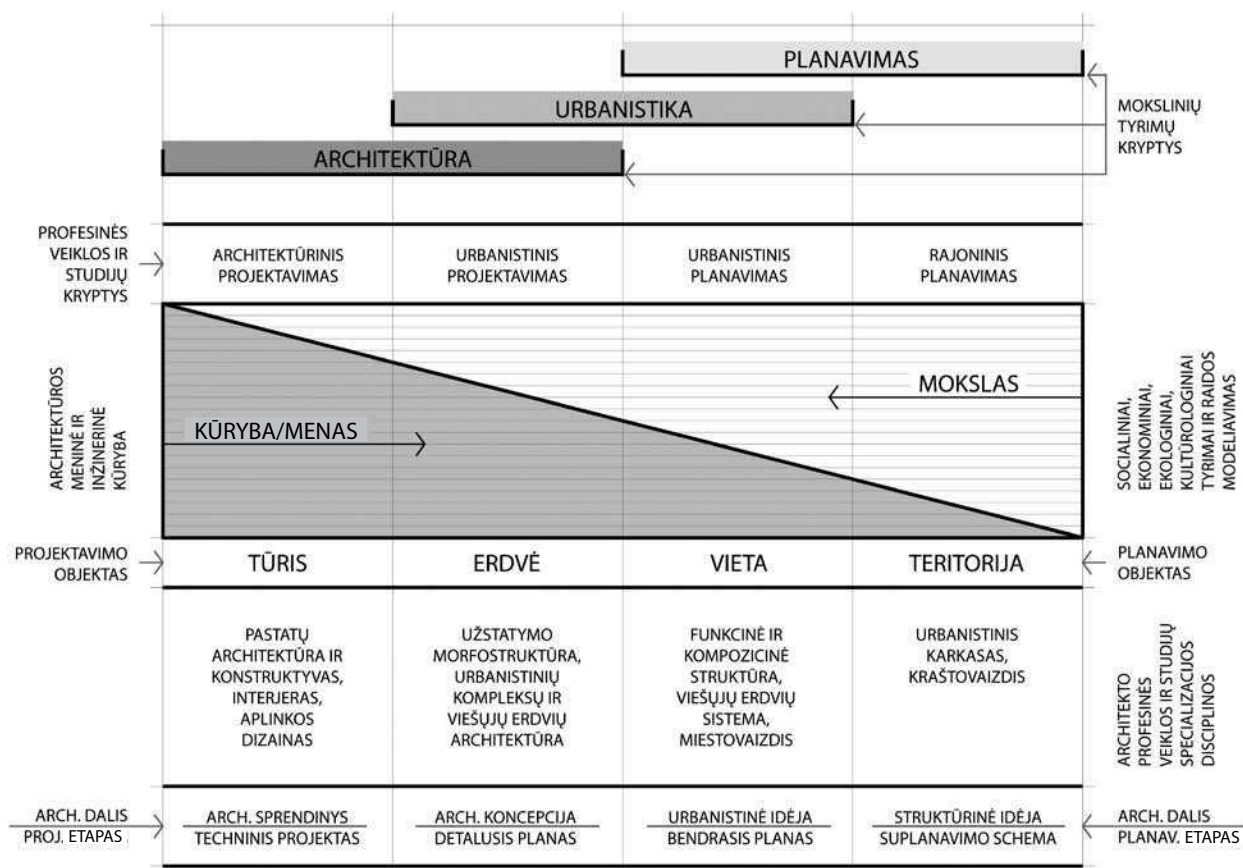 PLANAVIMAS
URBANISTIKA
ARCHITEKTŪRA
MOKSLINIŲ
TYRIMŲ
KRYPTYS
PROFESINĖS
VEIKLOS IR
STUDIJŲ
KRYPTYS
ARCHITEKTŪRINIS
PROJEKTAVIMAS
URBANISTINIS
PROJEKTAVIMAS
URBANISTINIS
PLANAVIMAS
RAJONINIS
PLANAVIMAS
ARCHITEKTŪROS
MENINĖ IR
INŽINERINĖ
KŪRYBA
KŪRYBA/MENAS
MOKSLAS
SOCIALINIAI,
EKONOMINIAI,
EKOLOGINIAI,
KULTŪROLOGINIAI
TYRIMAI IR RAIDOS
MODELIAVIMAS
PROJEKTAVIMO
OBJEKTAS
TŪRIS
ERDVĖ
VIETA
TERITORIJA
PLANAVIMO
OBJEKTAS
PASTATŲ
ARCHITEKTŪRA IR
KONSTRUKTYVAS,
INTERJERAS,
APLINKOS
DIZAINAS
UŽSTATYMO
MORFOSTRUKTŪRA,
URBANISTINIŲ
KOMPLEKSŲ IR
VIEŠŲJŲ ERDVIŲ
ARCHITEKTŪRA
FUNKCINĖ IR
KOMPOZICINĖ
STRUKTŪRA,
VIEŠŲJŲ ERDVIŲ
SISTEMA,
MIESTOVAIZDIS
URBANISTINIS
KARKASAS,
KRAŠTOVAIZDIS
ARCHITEKTO
PROFESINĖS
VEIKLOS IR STUDIJŲ
SPECIALIZACIJOS
DISCIPLINOS
ARCH. DALIS
PROJ. ETAPAS
ARCH. SPRENDINYS
TECHNINIS PROJEKTAS
ARCH. KONCEPCIJA
DETALUSIS PLANAS
URBANISTINĖ IDĖJA
BENDRASIS PLANAS
STRUKTŪRINĖ IDĖJA
SUPLANAVIMO SCHEMA
ARCH. DALIS
PLANAV. ETAPAS